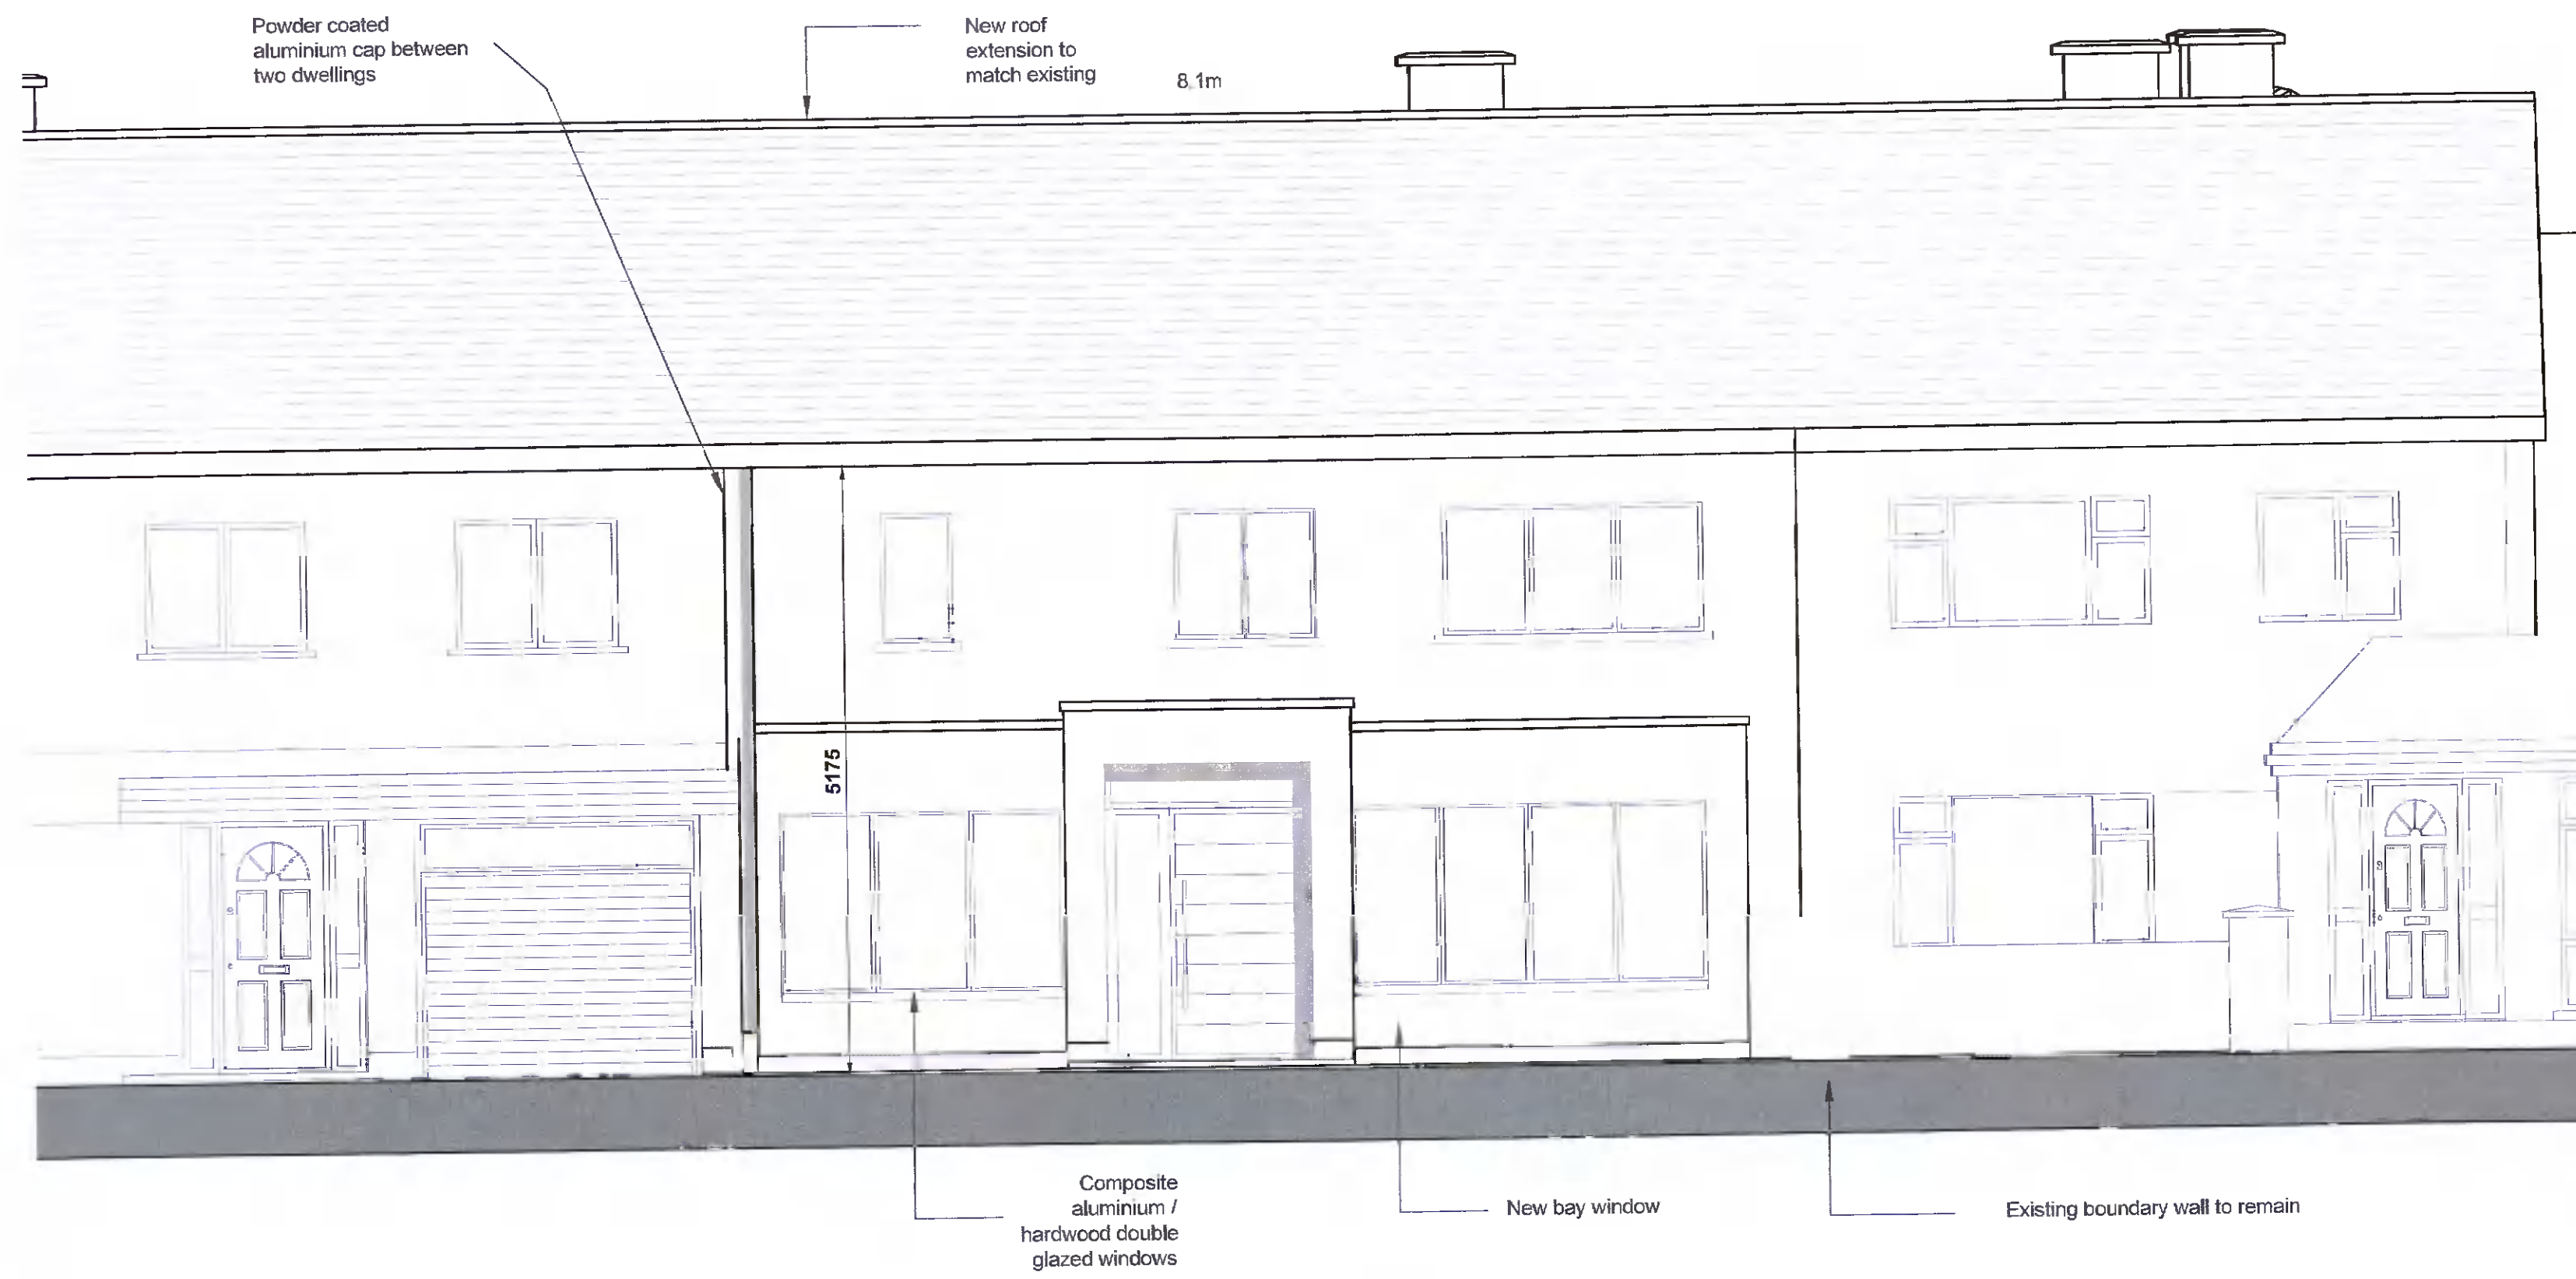 Powder coated
aluminium cap between
two dwellings
New roof
extension to
match existing
8.1m
5175
Composite
aluminium /
hardwood double
glazed windows
New bay window
Existing boundary wall to remain